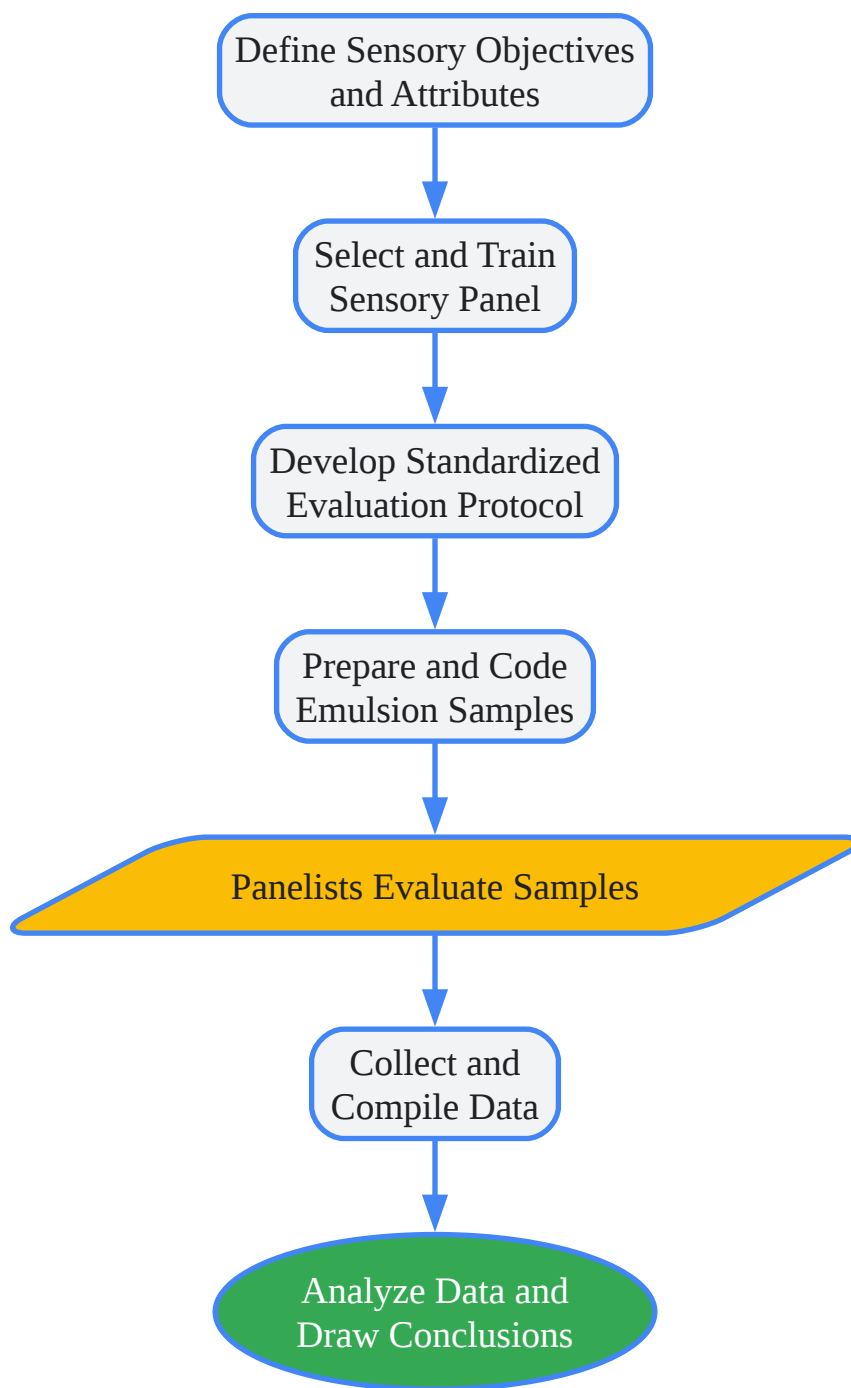 Define Sensory Objectives
and Attributes
Select and Train
Sensory Panel
Develop Standardized
Evaluation Protocol
Prepare and Code
Emulsion Samples
Panelists Evaluate Samples
Collect and
Compile Data
Analyze Data and
Draw Conclusions